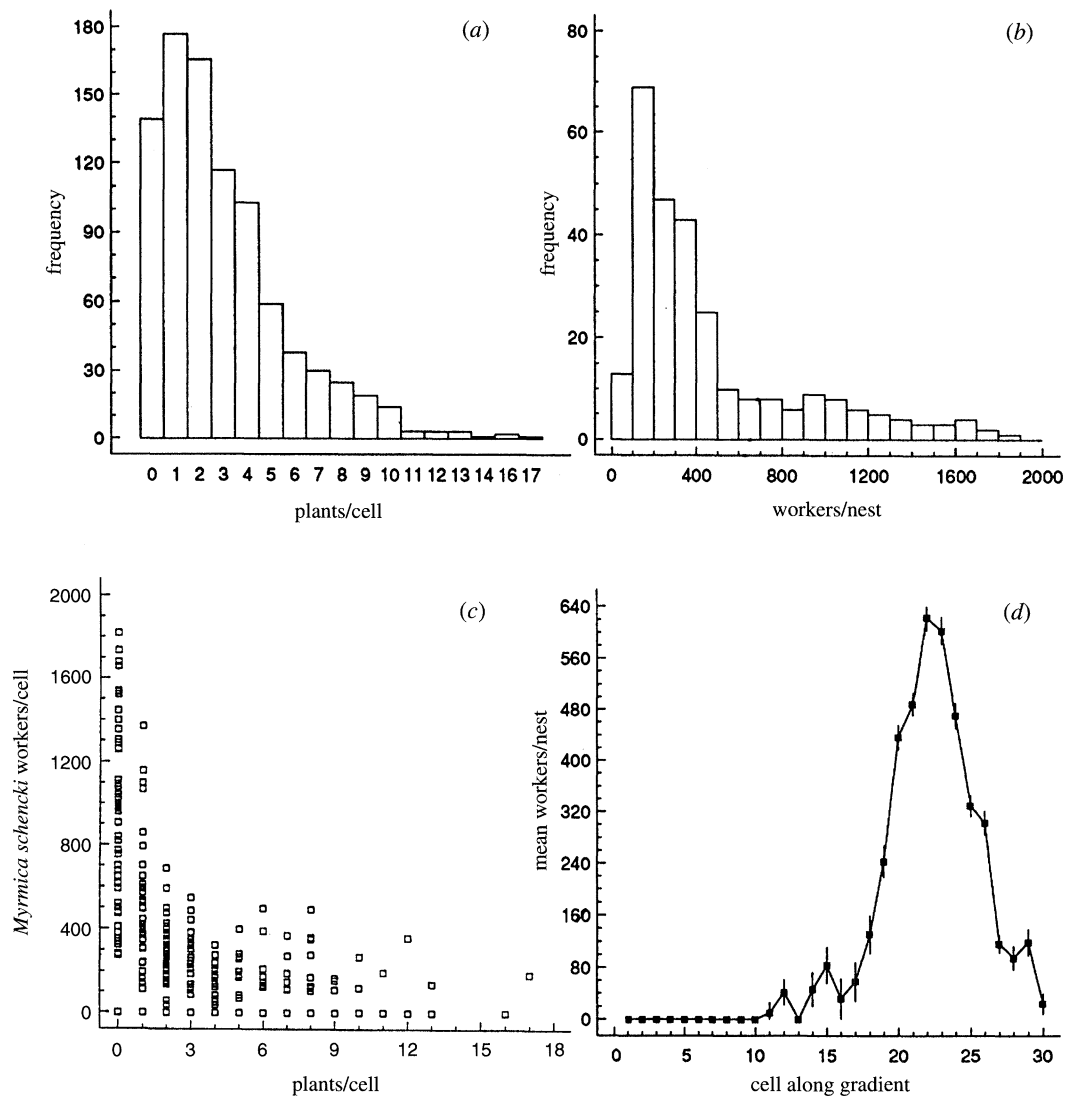 (a)
180
150
120
90
60
30
0
frequency
0 1 2 3 4 5 6 7 8 9 10 11 12 13 14 16 17
plants/cell
(b)
80
60
40
20
0
frequency
0 400 800 1200 1600 2000
workers/nest
(c)
2000
1600
1200
800
400
0
Myrmica schencki workers/cell
0 3 6 9 12 15 18
plants/cell
(d)
640
560
480
400
320
240
160
80
0
mean workers/nest
0 5 10 15 20 25 30
cell along gradient